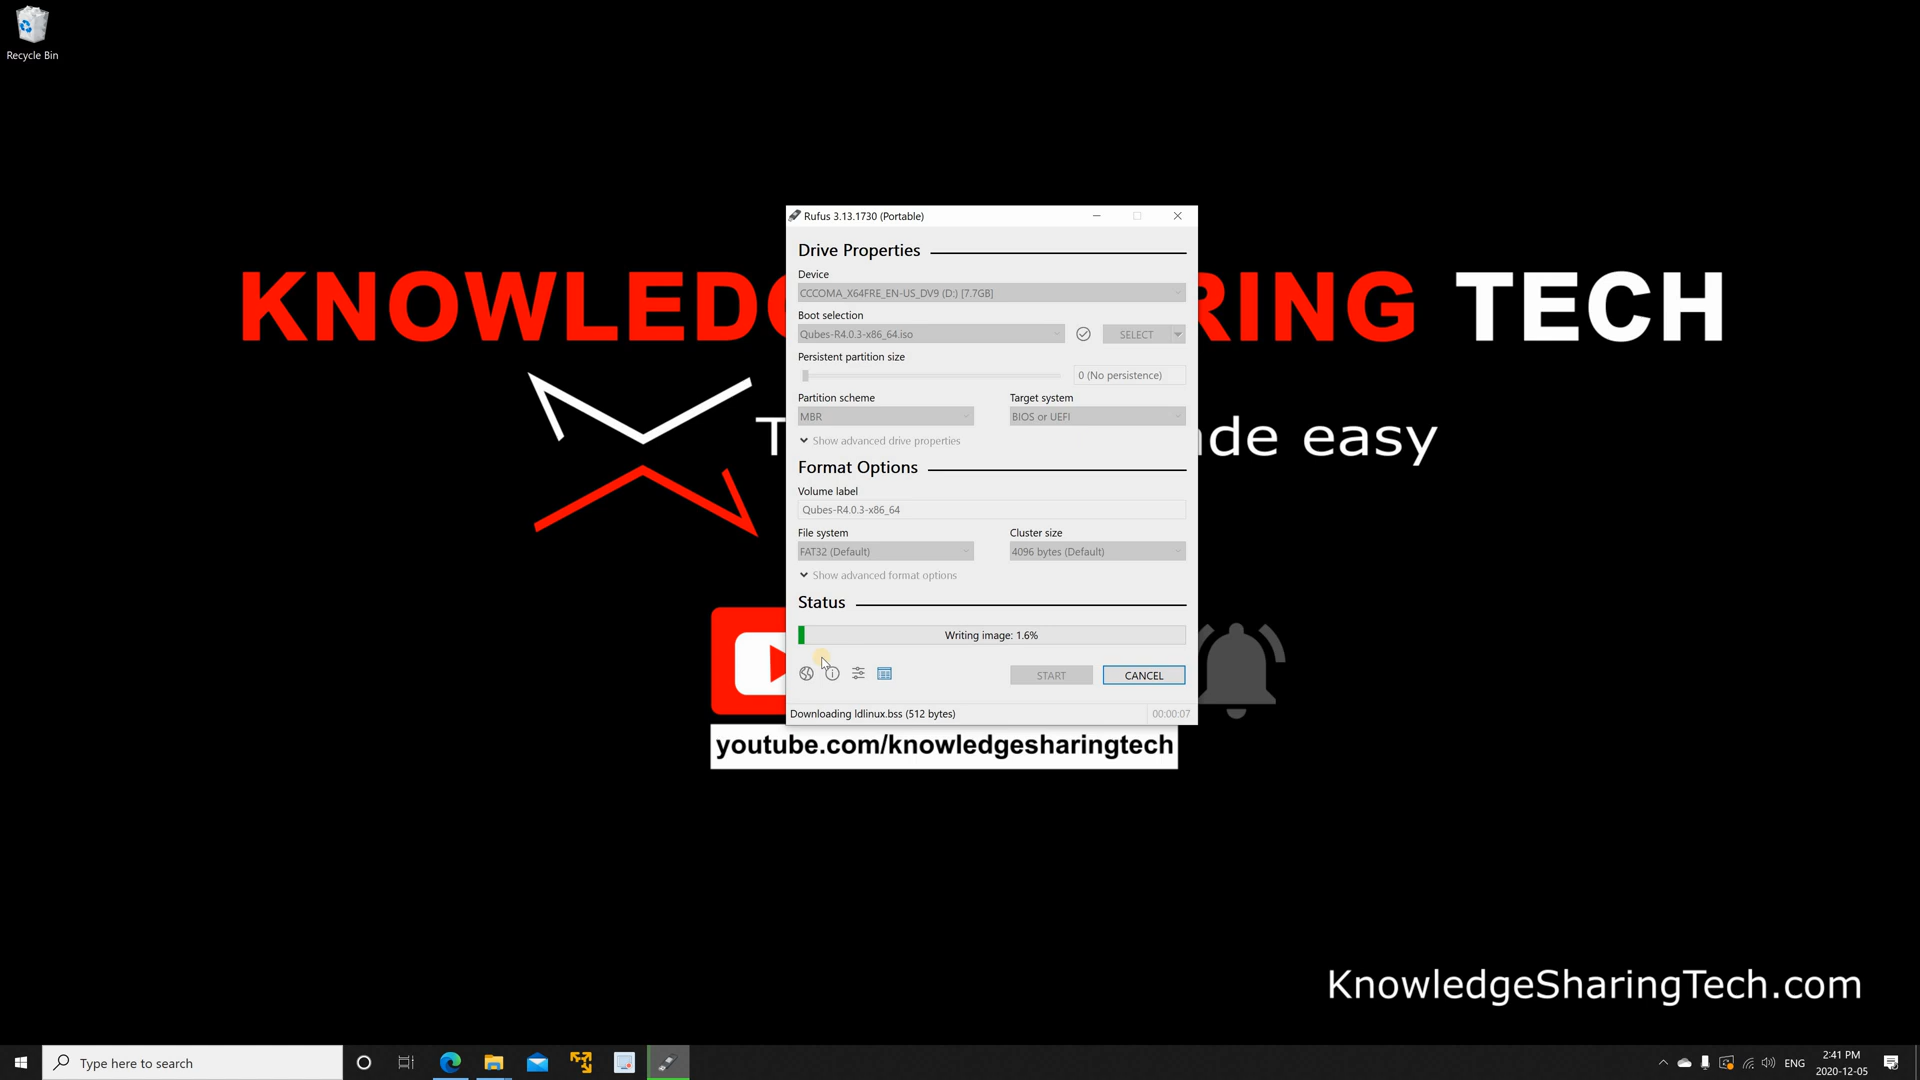 Recycle Bin
KNOWLED RING TECH
T de easy
youtube.com/knowledgesharingtech
KnowledgeSharingTech.com
Rufus 3.13.1730 (Portable)
Drive Properties
Device
CCCOMA_X64FRE_EN-US_DV9 (D:) [7.7GB]
Boot selection
Qubes-R4.0.3-x86_64.iso
SELECT
Persistent partition size
0 (No persistence)
Partition scheme Target system
MBR BIOS or UEFI
Show advanced drive properties
Format Options
Volume label
Qubes-R4.0.3-x86_64
File system Cluster size
FAT32 (Default) 4096 bytes (Default)
Show advanced format options
Status
Writing image: 1.6%
START CANCEL
Downloading ldlinux.bss (512 bytes) 00:00:07
Type here to search
ENG
2:41 PM
2020-12-05